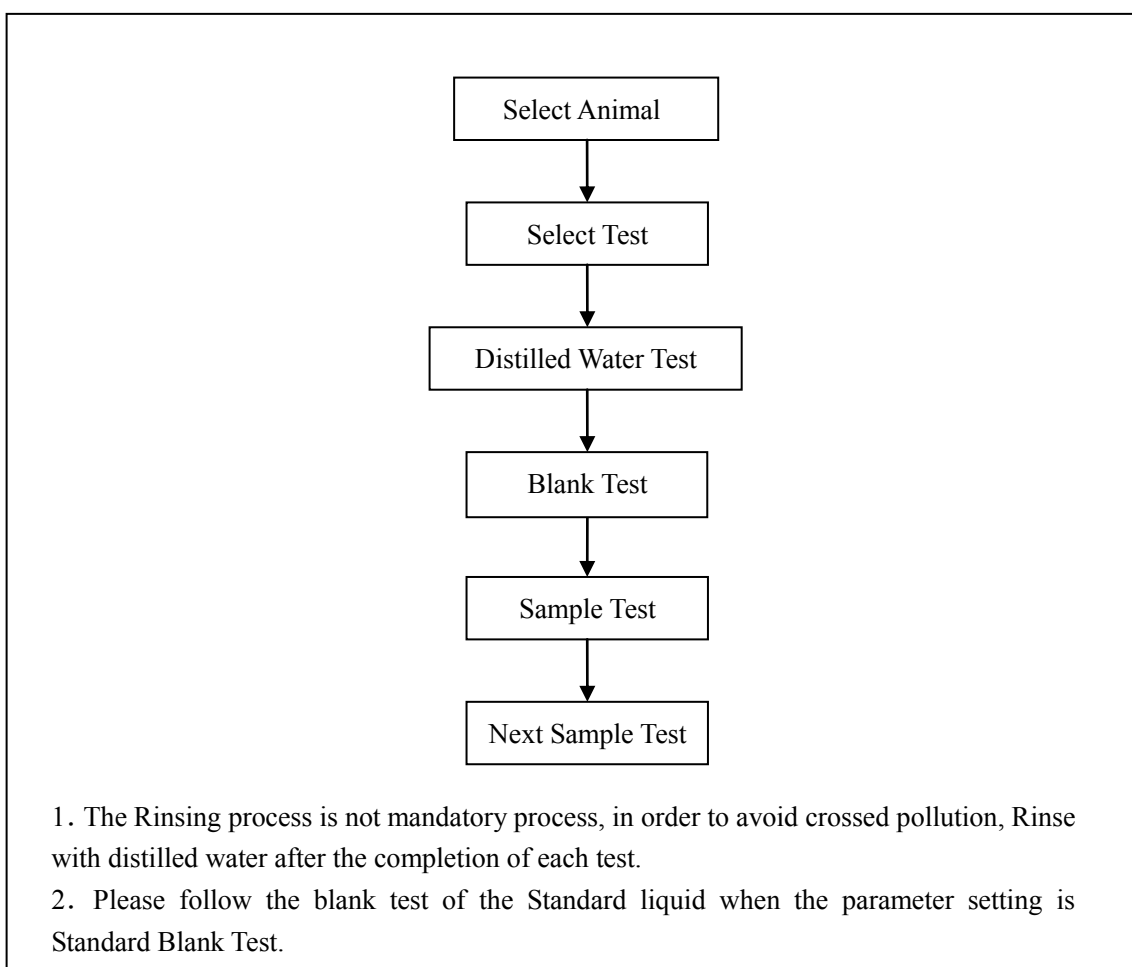 Select Animal
Select Test
Distilled Water Test
Blank Test
Sample Test
Next Sample Test
1. The Rinsing process is not mandatory process, in order to avoid crossed pollution, Rinse
with distilled water after the completion of each test.
2. Please follow the blank test of the Standard liquid when the parameter setting is
Standard Blank Test.